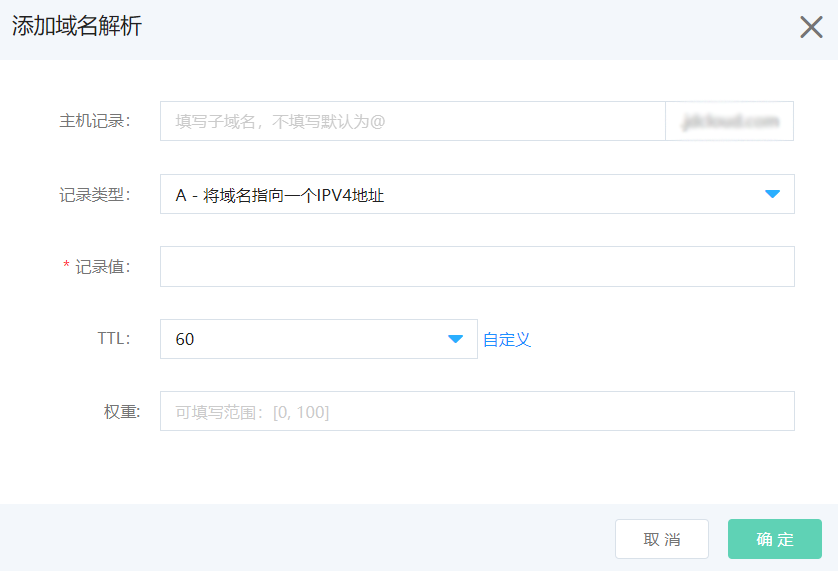 添加域名解析
主机记录： 填写子域名，不填写默认为@
记录类型： A - 将域名指向一个IPV4地址
* 记录值：
TTL： 60 自定义
权重: 可填写范围：[0, 100]
取 消 确 定